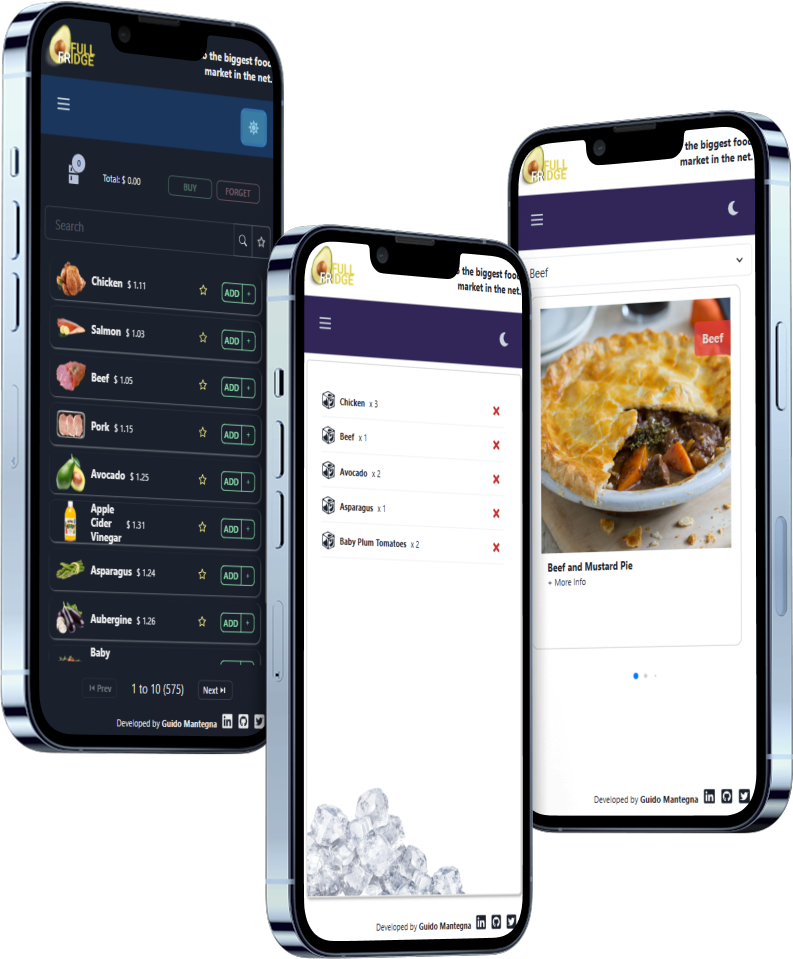 FULL
FRIDGE
the biggest food
market in the net.
0
Total: $ 0.00
BUY
FORGET
Search
Chicken $ 1.11
ADD +
Salmon $ 1.03
ADD +
Beef $ 1.05
ADD +
Pork $ 1.15
ADD +
Avocado $ 1.25
ADD +
Apple
Cider $ 1.31
Vinegar
ADD +
Asparagus $ 1.24
ADD +
Aubergine $ 1.26
ADD +
Baby
Prev
1 to 10 (575)
Next
Developed by Guido Mantegna
FULL
FRIDGE
the biggest food
market in the net.
Chicken x 3
Beef x 1
Avocado x 2
Asparagus x 1
Baby Plum Tomatoes x 2
Developed by Guido Mantegna
FULL
FRIDGE
the biggest food
market in the net.
Beef
Beef
Beef and Mustard Pie
+ More Info
Developed by Guido Mantegna